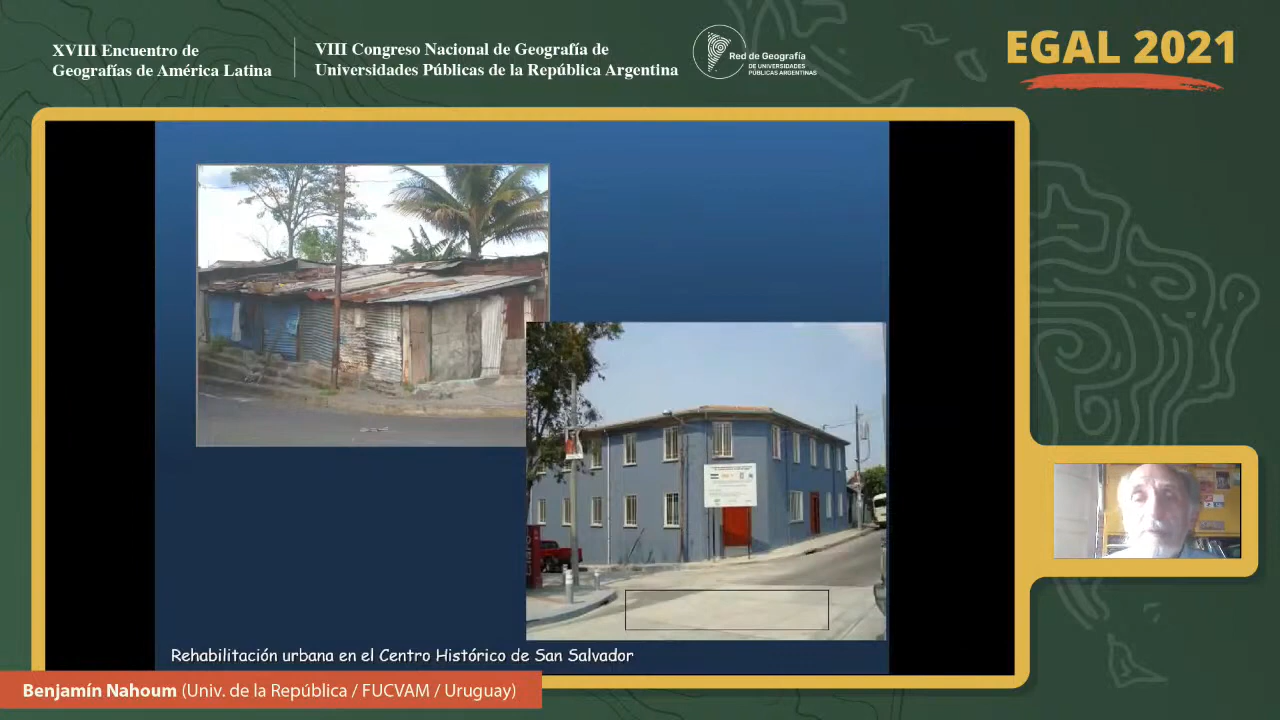 XVIII Encuentro de
Geografías de América Latina
VIII Congreso Nacional de Geografía de
Universidades Públicas de la República Argentina
Red de Geografía
DE UNIVERSIDADES
PÚBLICAS ARGENTINAS
EGAL 2021
Rehabilitación urbana en el Centro Histórico de San Salvador
Benjamín Nahoum (Univ. de la República / FUCVAM / Uruguay)